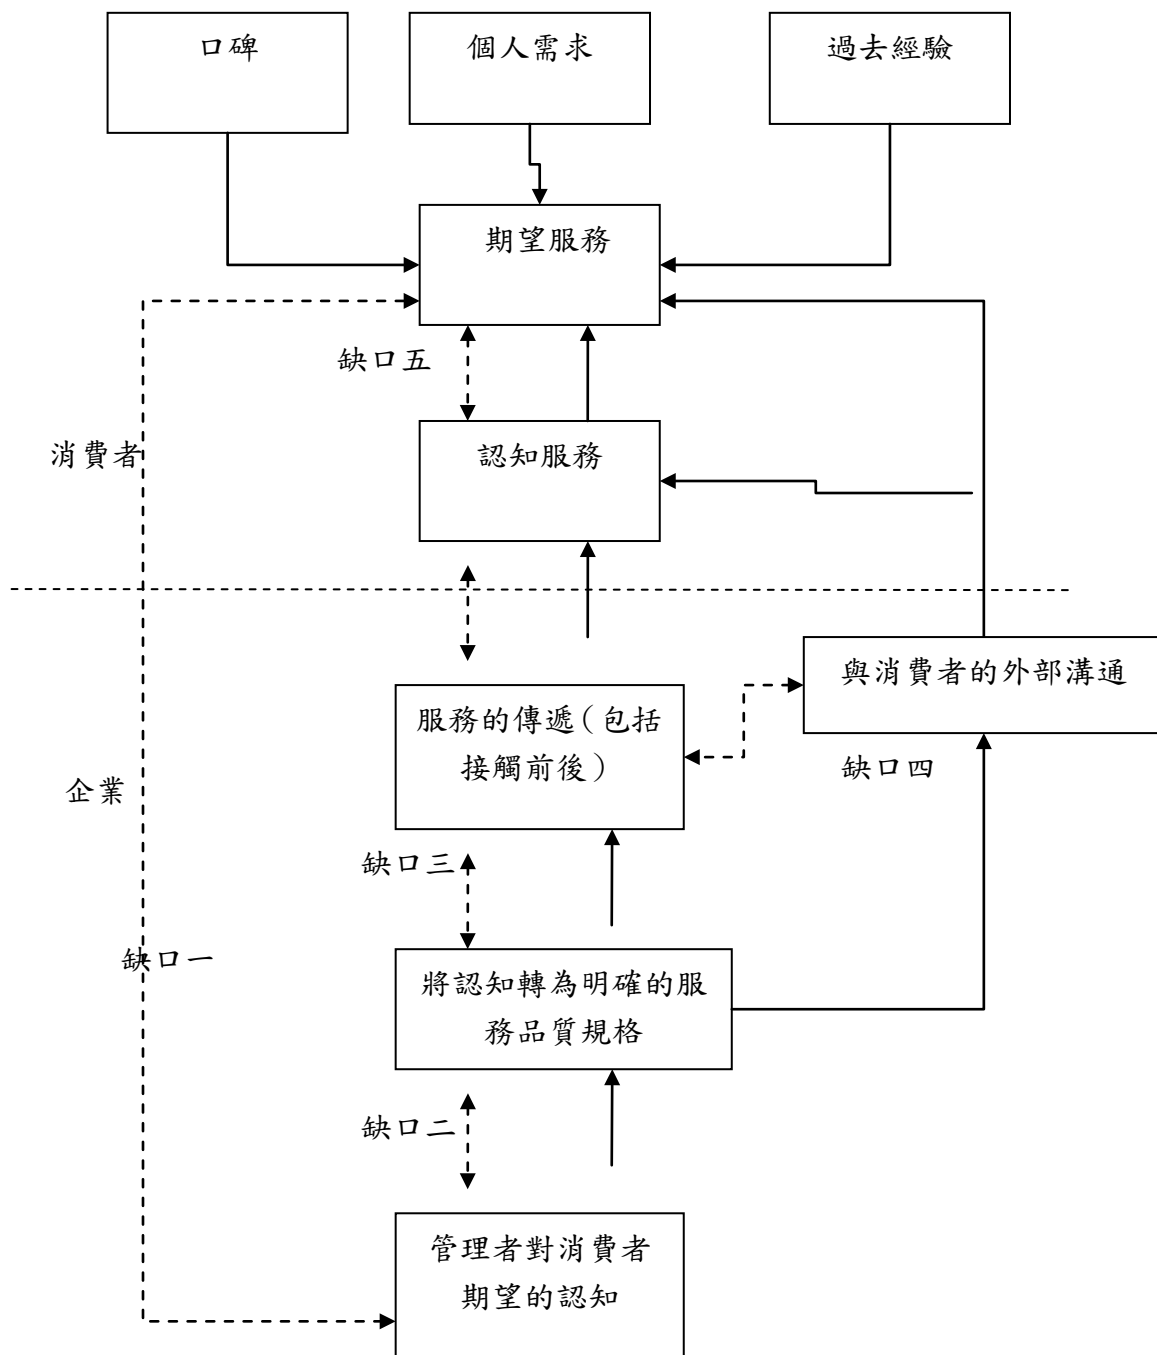 口碑
個人需求
過去經驗
期望服務
缺口五
消費者
認知服務
與消費者的外部溝通
服務的傳遞（包括
接觸前後）
缺口四
企業
缺口三
缺口一
將認知轉為明確的服
務品質規格
缺口二
管理者對消費者
期望的認知